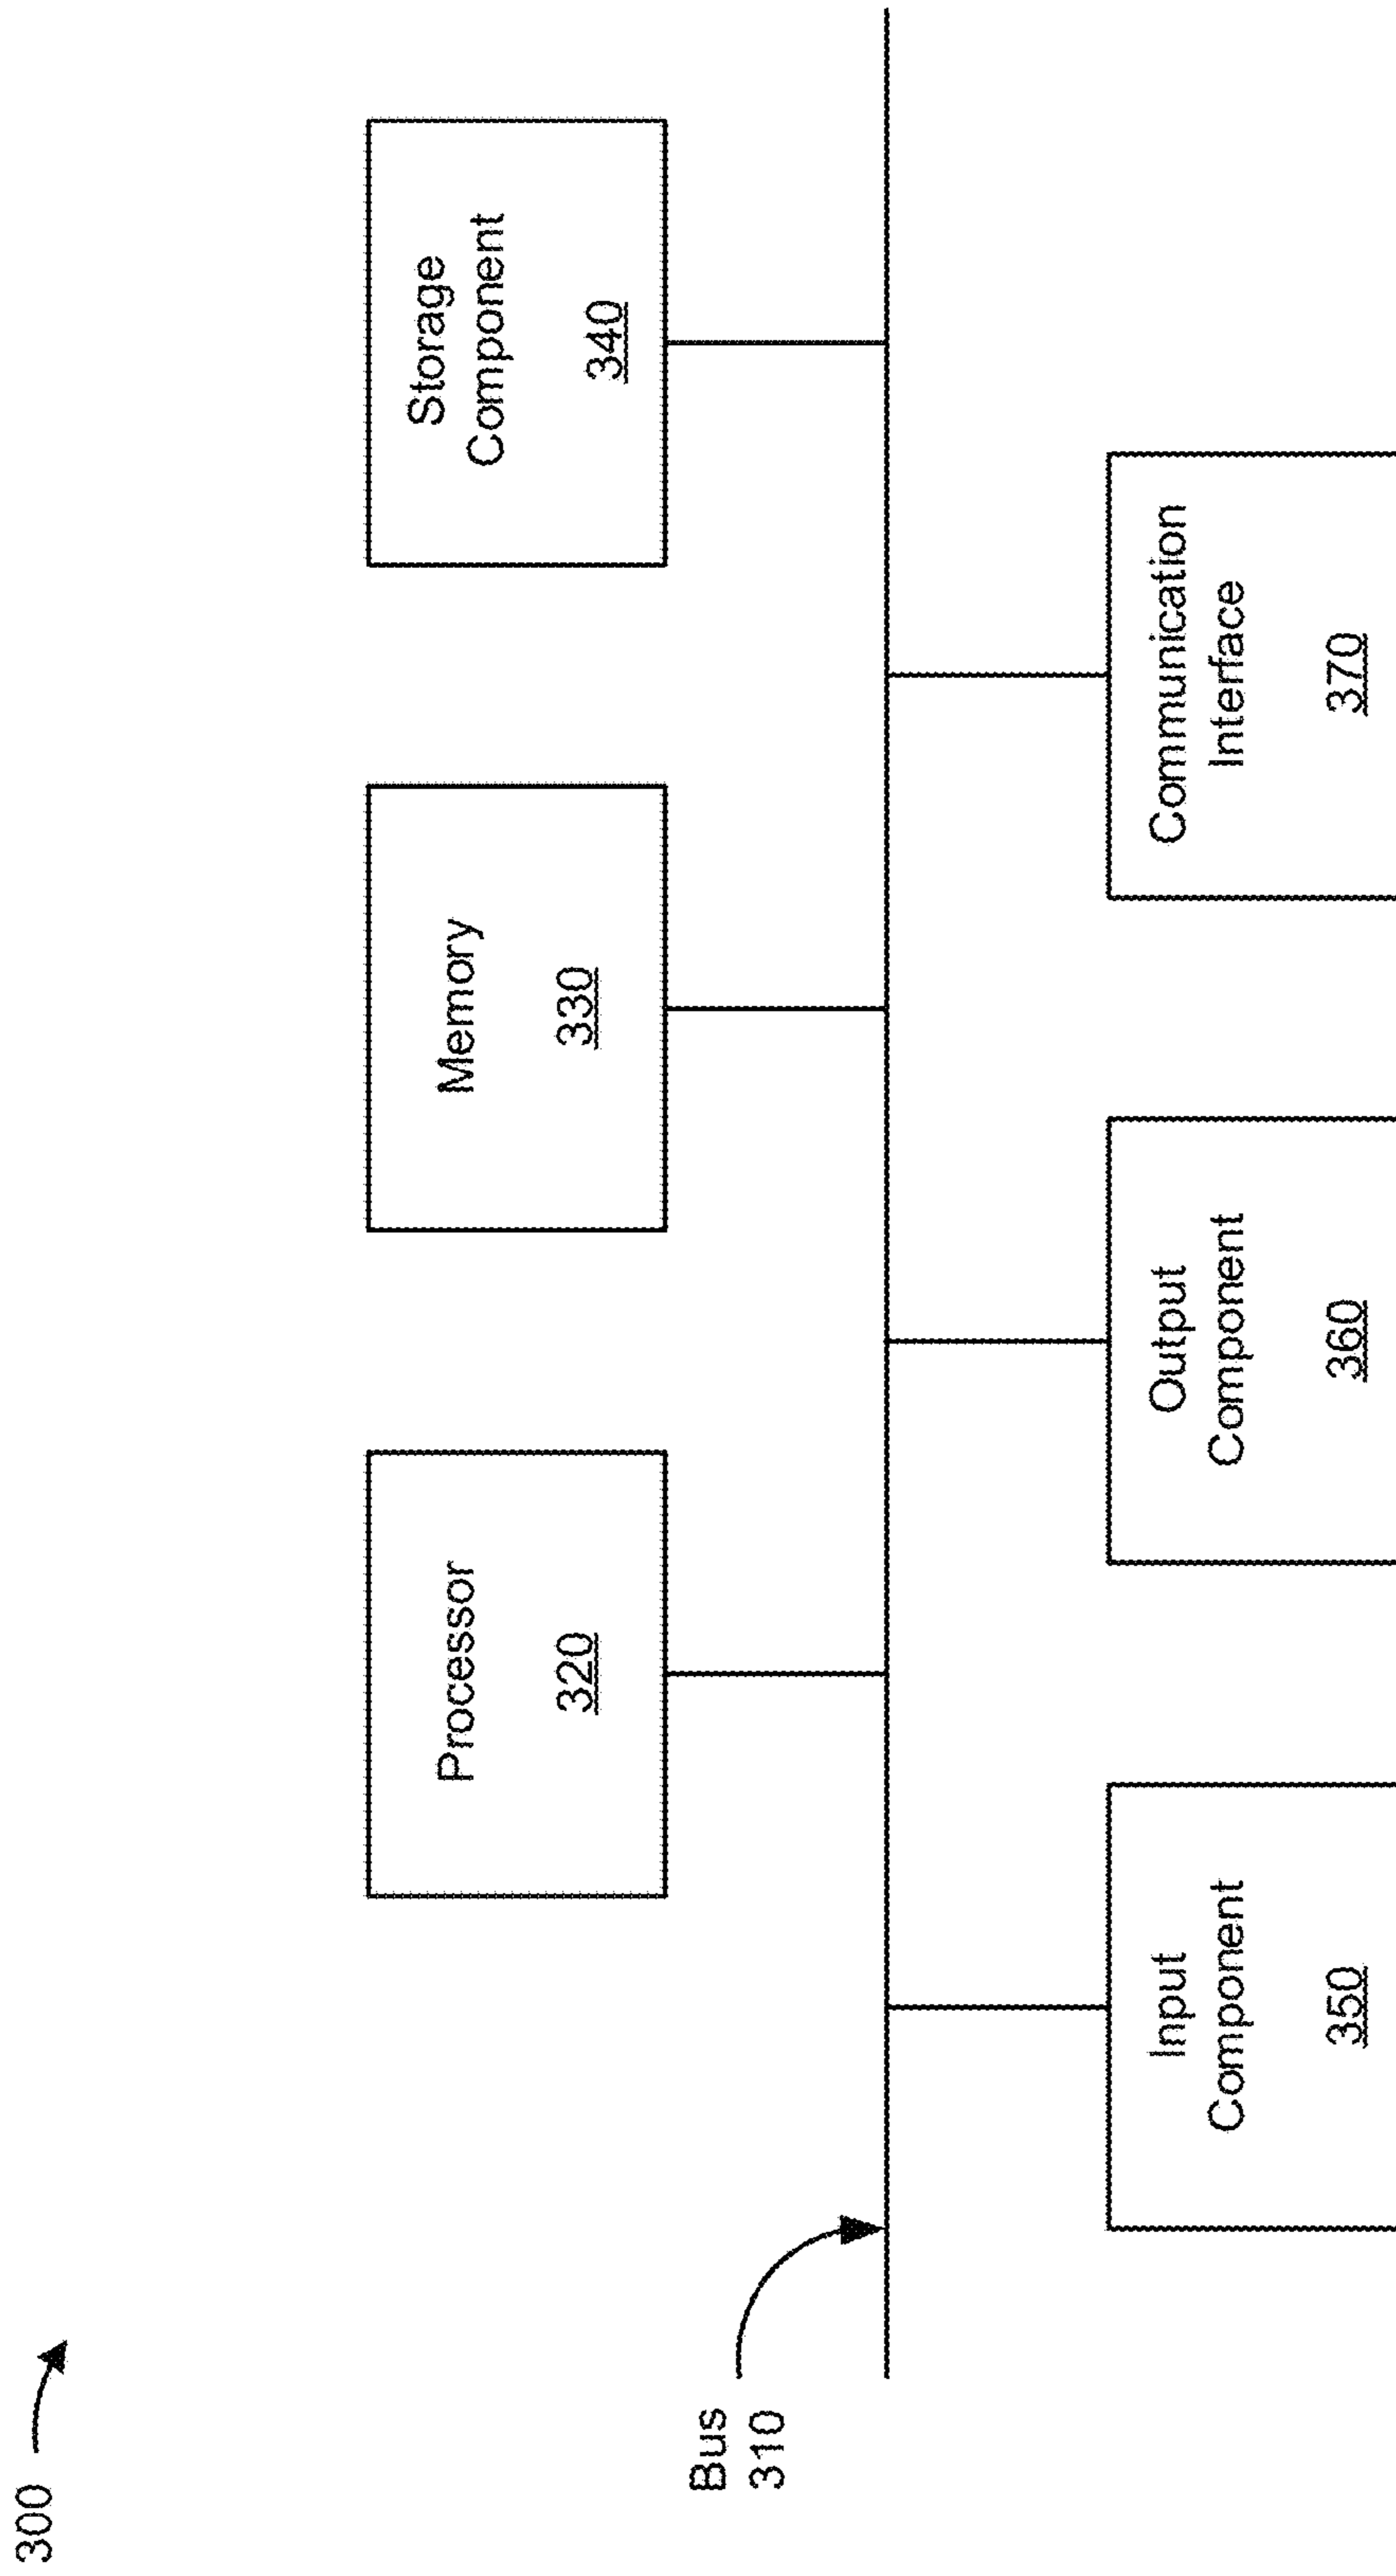 300
Processor
320
Memory
330
Storage
Component
340
Bus
310
Input
Component
350
Output
Component
360
Communication
Interface
370